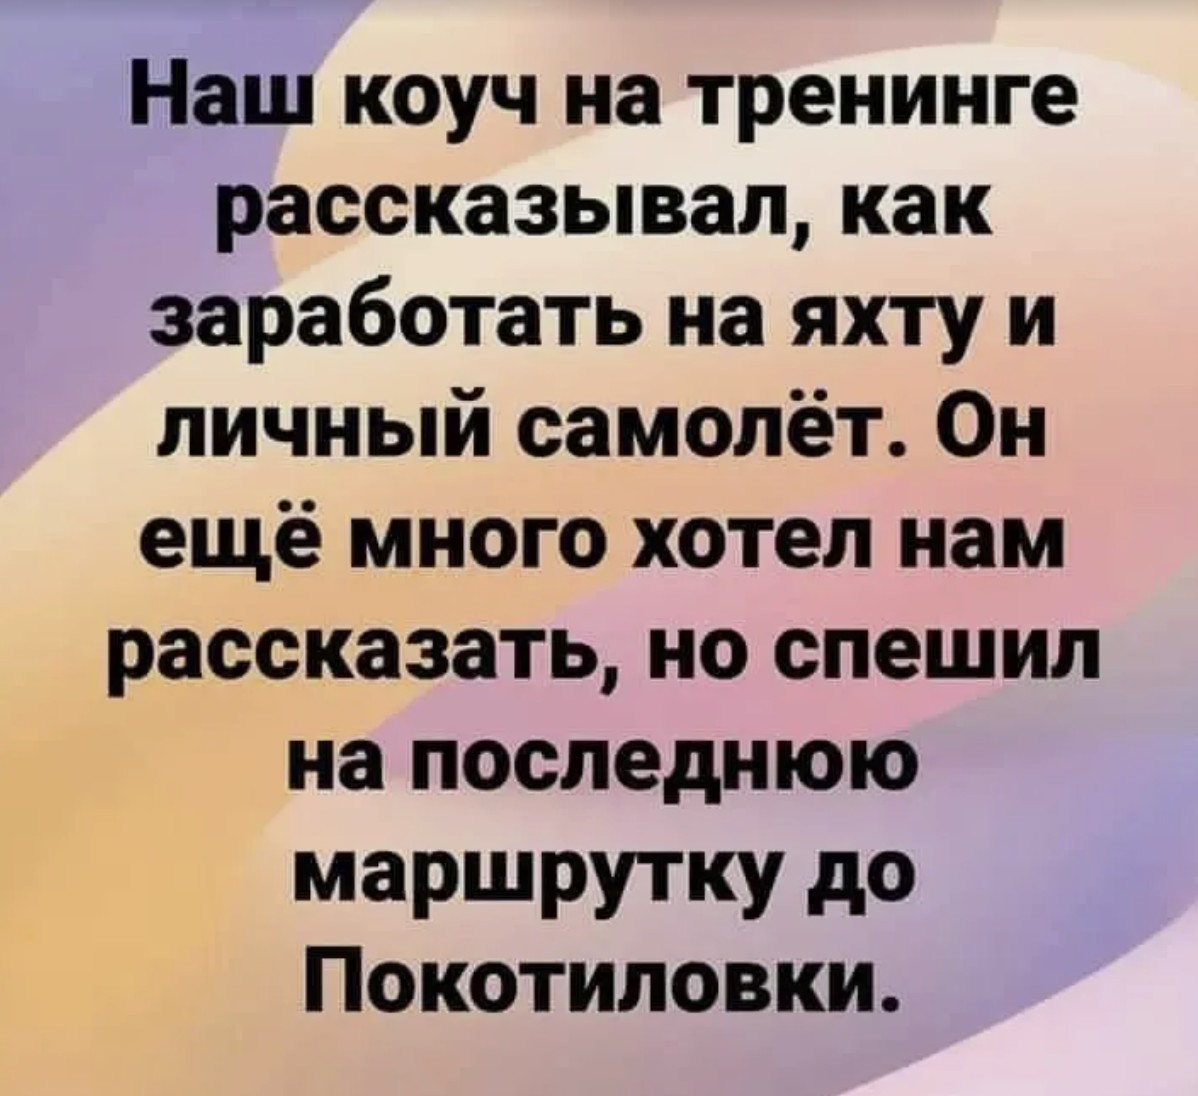 Наш коуч на тренинге
рассказывал, как
заработать на яхту и
личный самолёт. Он
ещё много хотел нам
рассказать, но спешил
на последнюю
маршрутку до
Покотиловки.